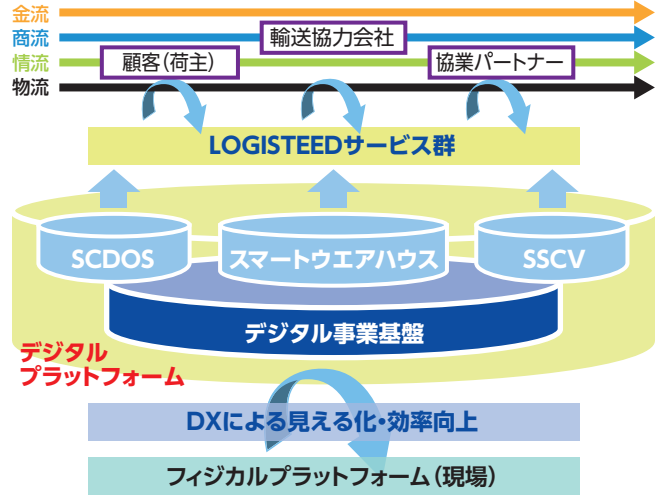 金流
商流
情流
物流
輸送協力会社
顧客(荷主)
協業パートナー
LOGISTEEDサービス群
SCDOS
スマートウエアハウス
SSCV
デジタル事業基盤
デジタル
プラットフォーム
DXによる見える化・効率向上
フィジカルプラットフォーム(現場)